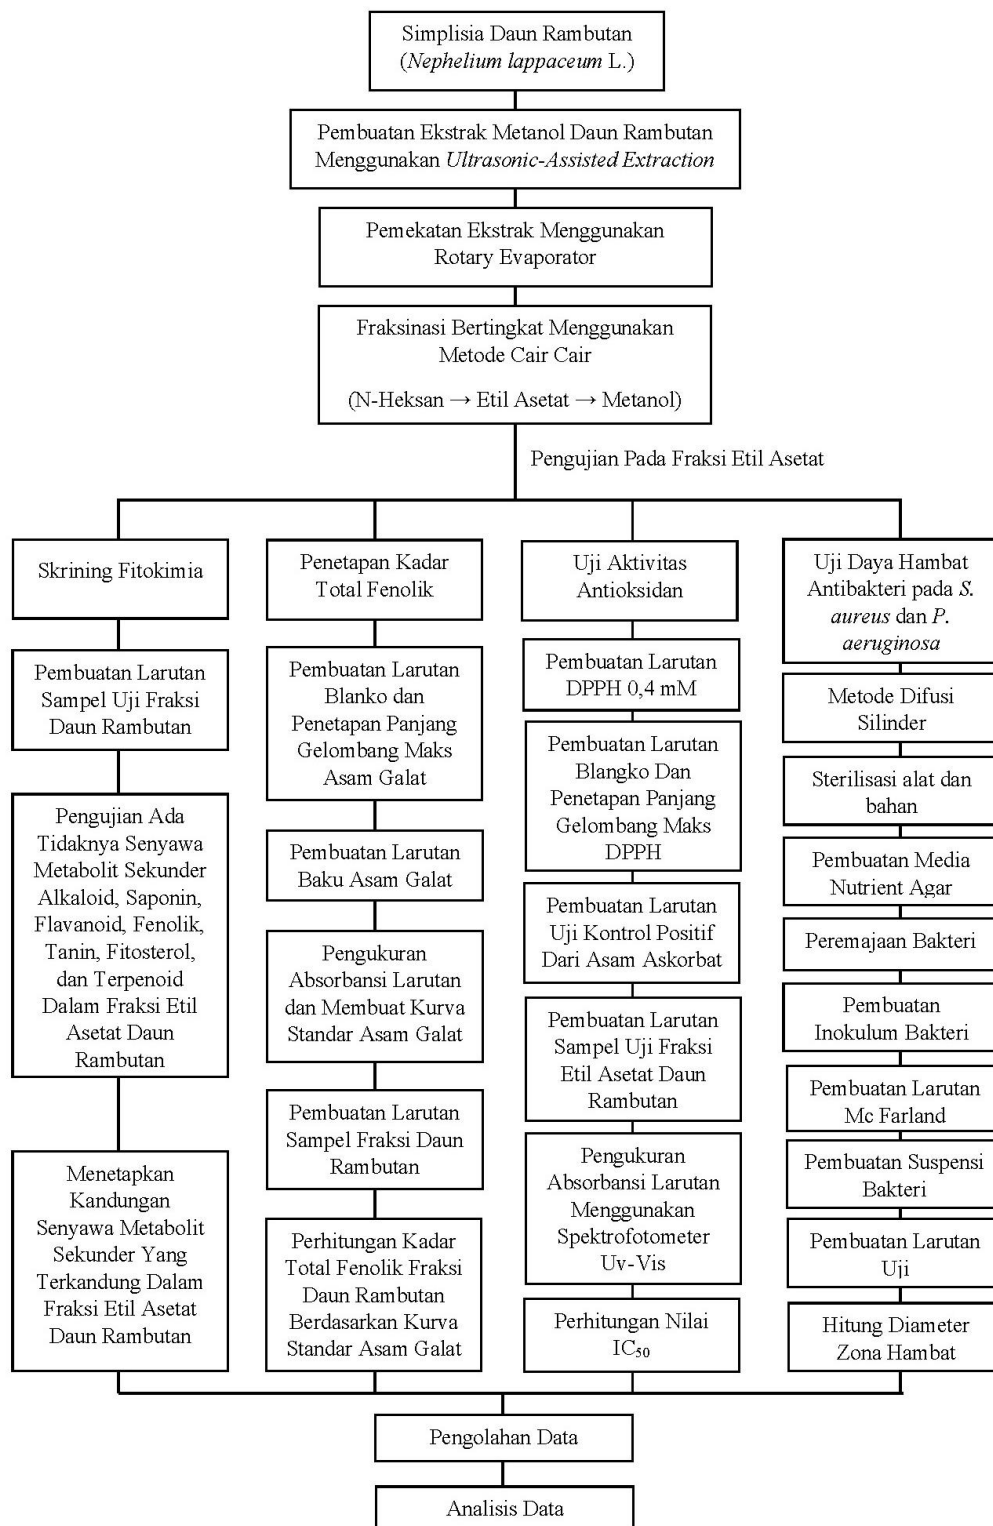 Simplisia Daun Rambutan
(Nephelium lappaceum L.)
Pembuatan Ekstrak Metanol Daun Rambutan
Menggunakan Ultrasonic-Assisted Extraction
Pemekatan Ekstrak Menggunakan
Rotary Evaporator
Fraksinasi Bertingkat Menggunakan
Metode Cair Cair
(N-Heksan → Etil Asetat → Metanol)
Pengujian Pada Fraksi Etil Asetat
Skrining Fitokimia
Pembuatan Larutan
Sampel Uji Fraksi
Daun Rambutan
Pengujian Ada
Tidaknya Senyawa
Metabolit Sekunder
Alkaloid, Saponin,
Flavanoid, Fenolik,
Tanin, Fitosterol,
dan Terpenoid
Dalam Fraksi Etil
Asetat Daun
Rambutan
Menetapkan
Kandungan
Senyawa Metabolit
Sekunder Yang
Terkandung Dalam
Fraksi Etil Asetat
Daun Rambutan
Penetapan Kadar
Total Fenolik
Pembuatan Larutan
Blanko dan
Penetapan Panjang
Gelombang Maks
Asam Galat
Pembuatan Larutan
Baku Asam Galat
Pengukuran
Absorbansi Larutan
dan Membuat Kurva
Standar Asam Galat
Pembuatan Larutan
Sampel Fraksi Daun
Rambutan
Perhitungan Kadar
Total Fenolik Fraksi
Daun Rambutan
Berdasarkan Kurva
Standar Asam Galat
Uji Aktivitas
Antioksidan
Pembuatan Larutan
DPPH 0,4 mM
Pembuatan Larutan
Blangko Dan
Penetapan Panjang
Gelombang Maks
DPPH
Pembuatan Larutan
Uji Kontrol Positif
Dari Asam Askorbat
Pembuatan Larutan
Sampel Uji Fraksi
Etil Asetat Daun
Rambutan
Pengukuran
Absorbansi Larutan
Menggunakan
Spektrofotometer
Uv-Vis
Perhitungan Nilai
IC₅₀
Uji Daya Hambat
Antibakteri pada S.
aureus dan P.
aeruginosa
Metode Difusi
Silinder
Sterilisasi alat dan
bahan
Pembuatan Media
Nutrient Agar
Peremajaan Bakteri
Pembuatan
Inokulum Bakteri
Pembuatan Larutan
Mc Farland
Pembuatan Suspensi
Bakteri
Pembuatan Larutan
Uji
Hitung Diameter
Zona Hambat
Pengolahan Data
Analisis Data